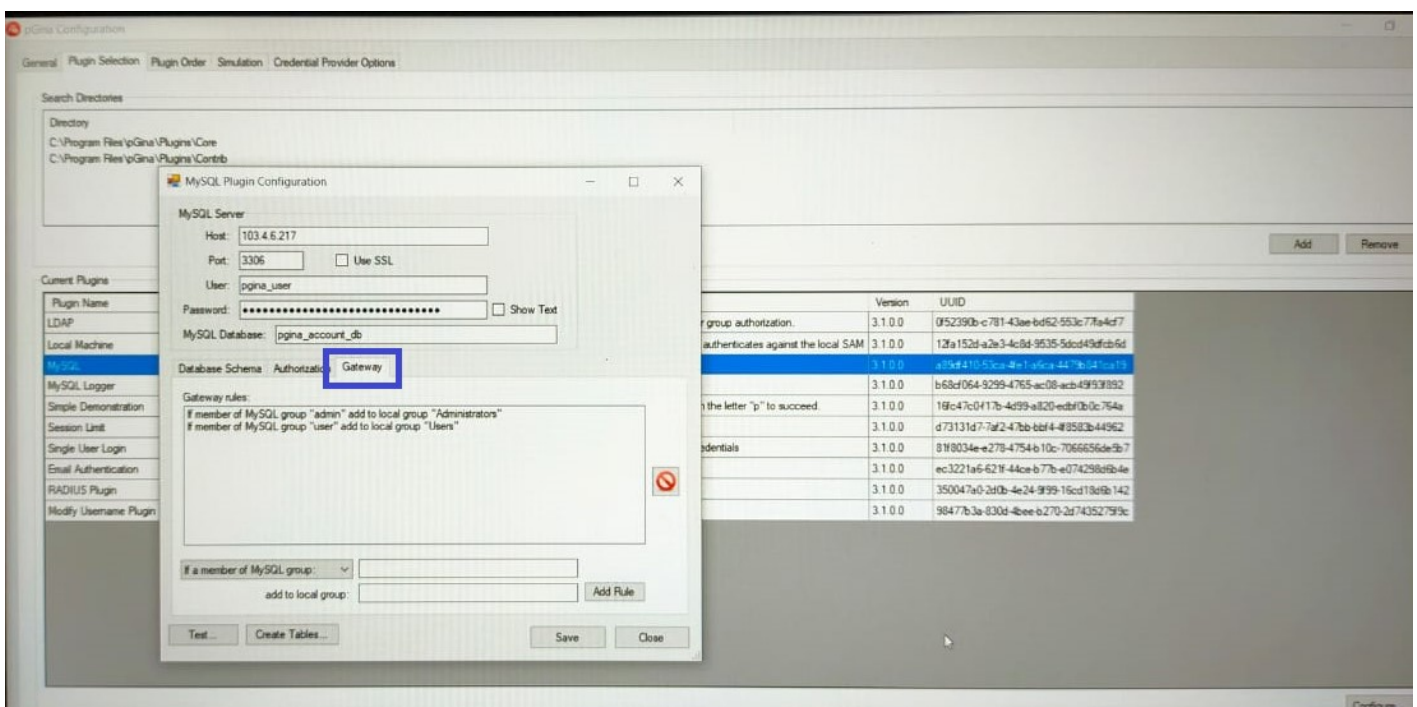 pGina Configuration
General Plugin Selection Plugin Order Simulation Credential Provider Options
Search Directories
Directory
C:\Program Files\pGina\Plugins\Core
C:\Program Files\pGina\Plugins\Contrib
Add Remove
Current Plugins
Plugin Name Version UUID
LDAP r group authorization. 3.1.0.0 0f52390b-c781-43ae-bd62-553c77fa4cf7
Local Machine authenticates against the local SAM 3.1.0.0 12fa152d-a2e3-4c8d-9535-5dcd49dfcb6d
MySQL 3.1.0.0 a89df410-53ca-4fe1-a6ca-4479b841ca19
MySQL Logger 3.1.0.0 b68cf064-9299-4765-ac08-acb49f93f892
Simple Demonstration h the letter "p" to succeed. 3.1.0.0 16fc47c0-f17b-4d99-a820-edbf0b0c764a
Session Limit 3.1.0.0 d73131d7-7af2-47bb-bbf4-4f8583b44962
Single User Login edentials 3.1.0.0 81f8034e-e278-4754-b10c-7066656de5b7
Email Authentication 3.1.0.0 ec3221a6-621f-44ce-b77b-e074298d6b4e
RADIUS Plugin 3.1.0.0 350047a0-2d0b-4e24-9f99-16cd18d6b142
Modify Username Plugin 3.1.0.0 98477b3a-830d-4bee-b270-2d7435275f9c
Configure
MySQL Plugin Configuration
MySQL Server
Host: 103.4.6.217
Port: 3306 Use SSL
User: pgina_user
Password: Show Text
MySQL Database: pgina_account_db
Database Schema Authorization Gateway
Gateway rules:
If member of MySQL group "admin" add to local group "Administrators"
If member of MySQL group "user" add to local group "Users"
If a member of MySQL group:
add to local group: Add Rule
Test... Create Tables... Save Close